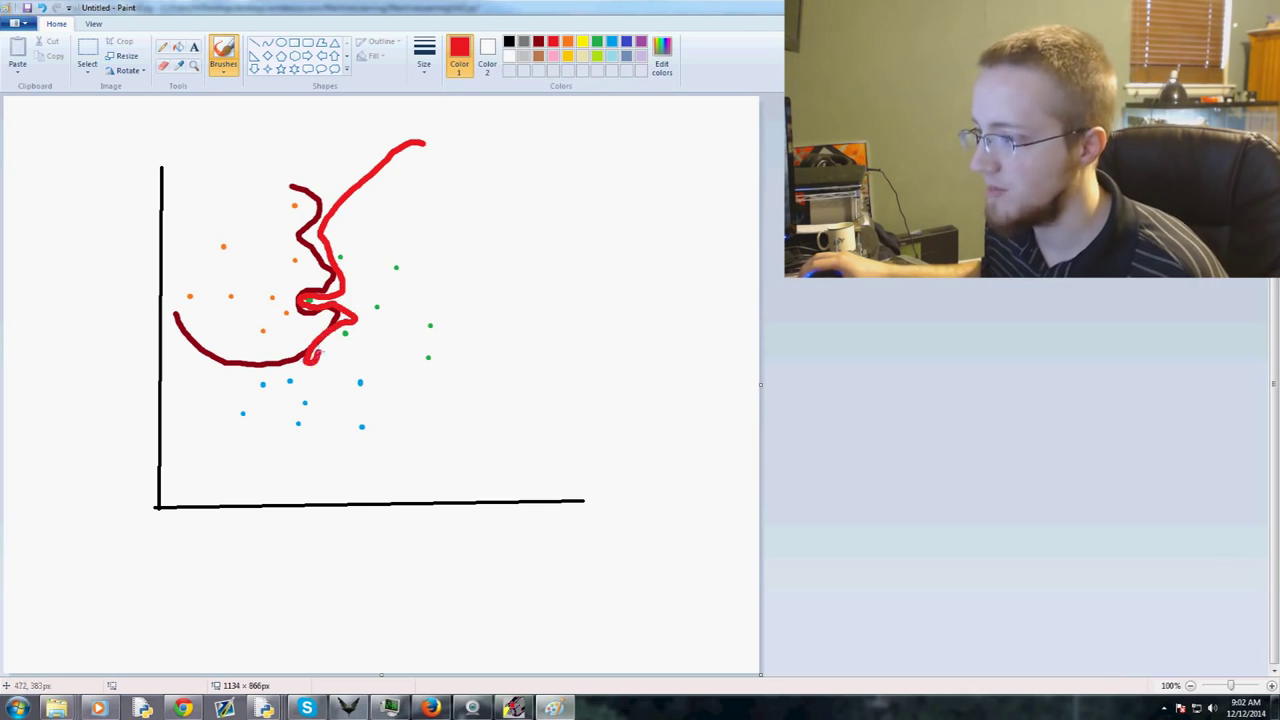 Untitled - Paint
Home View
Paste
Cut
Copy
Clipboard
Select
Crop
Resize
Rotate
Image
Tools
Brushes
Shapes
Outline
Fill
Size
Color 1
Color 2
Edit colors
Colors
472, 383px
1134 × 866px
100%
9:02 AM
12/12/2014